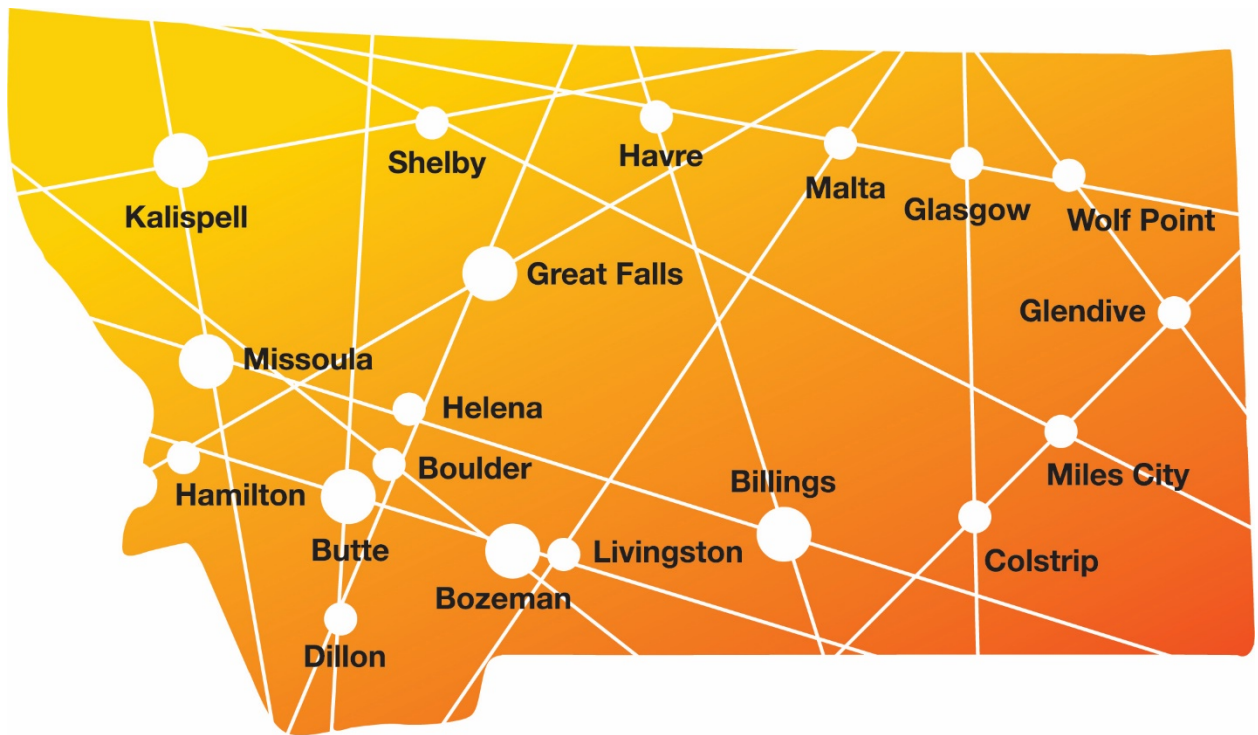 Shelby
Havre
Malta
Glasgow
Wolf Point
Kalispell
Great Falls
Glendive
Missoula
Helena
Boulder
Miles City
Billings
Hamilton
Butte
Livingston
Colstrip
Bozeman
Dillon